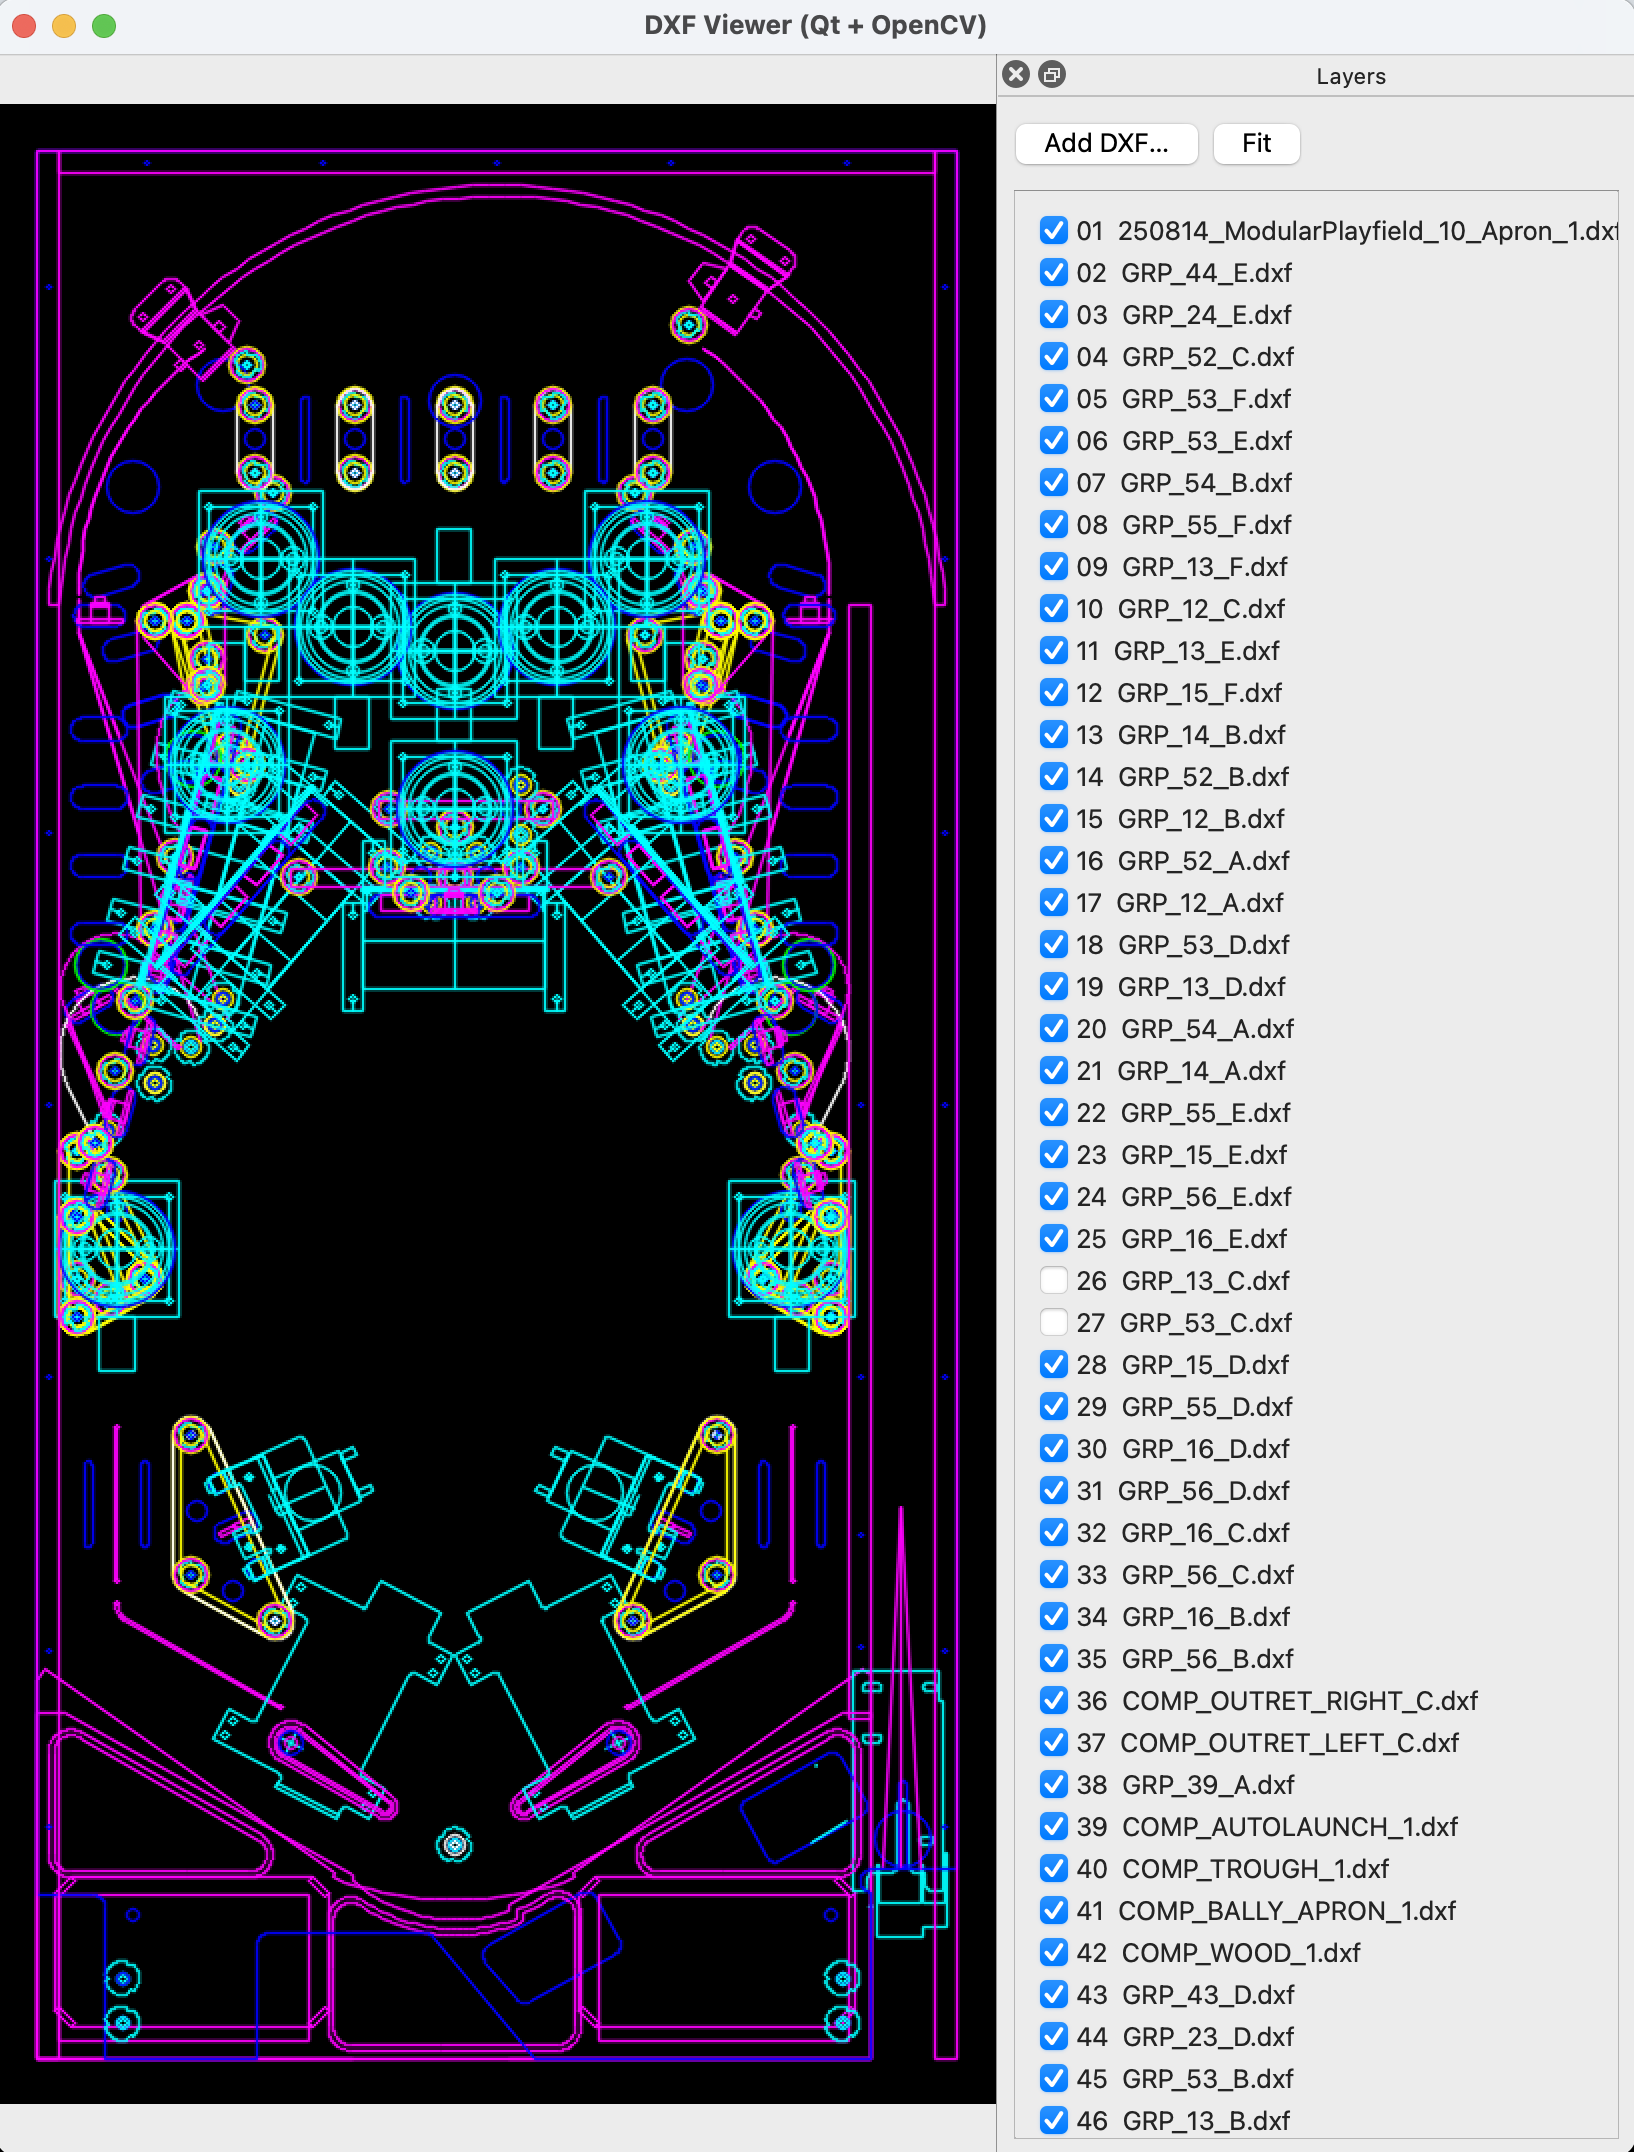 DXF Viewer (Qt + OpenCV)
Layers
Add DXF...
Fit
01 250814_ModularPlayfield_10_Apron_1.dxf
02 GRP_44_E.dxf
03 GRP_24_E.dxf
04 GRP_52_C.dxf
05 GRP_53_F.dxf
06 GRP_53_E.dxf
07 GRP_54_B.dxf
08 GRP_55_F.dxf
09 GRP_13_F.dxf
10 GRP_12_C.dxf
11 GRP_13_E.dxf
12 GRP_15_F.dxf
13 GRP_14_B.dxf
14 GRP_52_B.dxf
15 GRP_12_B.dxf
16 GRP_52_A.dxf
17 GRP_12_A.dxf
18 GRP_53_D.dxf
19 GRP_13_D.dxf
20 GRP_54_A.dxf
21 GRP_14_A.dxf
22 GRP_55_E.dxf
23 GRP_15_E.dxf
24 GRP_56_E.dxf
25 GRP_16_E.dxf
26 GRP_13_C.dxf
27 GRP_53_C.dxf
28 GRP_15_D.dxf
29 GRP_55_D.dxf
30 GRP_16_D.dxf
31 GRP_56_D.dxf
32 GRP_16_C.dxf
33 GRP_56_C.dxf
34 GRP_16_B.dxf
35 GRP_56_B.dxf
36 COMP_OUTRET_RIGHT_C.dxf
37 COMP_OUTRET_LEFT_C.dxf
38 GRP_39_A.dxf
39 COMP_AUTOLAUNCH_1.dxf
40 COMP_TROUGH_1.dxf
41 COMP_BALLY_APRON_1.dxf
42 COMP_WOOD_1.dxf
43 GRP_43_D.dxf
44 GRP_23_D.dxf
45 GRP_53_B.dxf
46 GRP_13_B.dxf